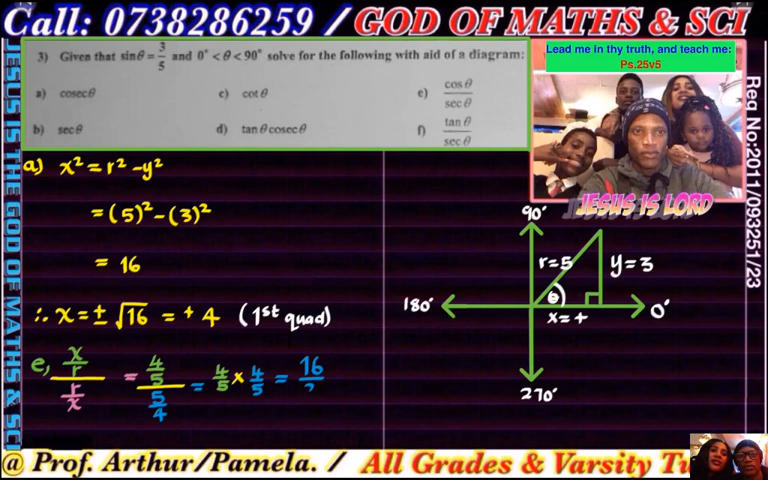 Call: 0738286259 / GOD OF MATHS & SCI
JESUS IS THE GOD OF MATHS & SCI
3) Given that sinθ = 3/5 and 0° < θ < 90° solve for the following with aid of a diagram:
a) cosecθ c) cotθ e) cosθ/secθ
b) secθ d) tanθcosecθ f) tanθ/secθ
Lead me in thy truth, and teach me:
Ps.25v5
JESUS IS LORD
Reg No:2011/093251/23
a) x² = r² - y²
= (5)² - (3)²
= 16
∴ x = ± √16 = + 4 (1st quad)
e, x/r / r/x = 4/5 / 5/4 = 4/5 × 4/5 = 16/
90°
r=5
y=3
θ
180°
0°
x=+
270°
@ Prof. Arthur/Pamela. / All Grades & Varsity Tu